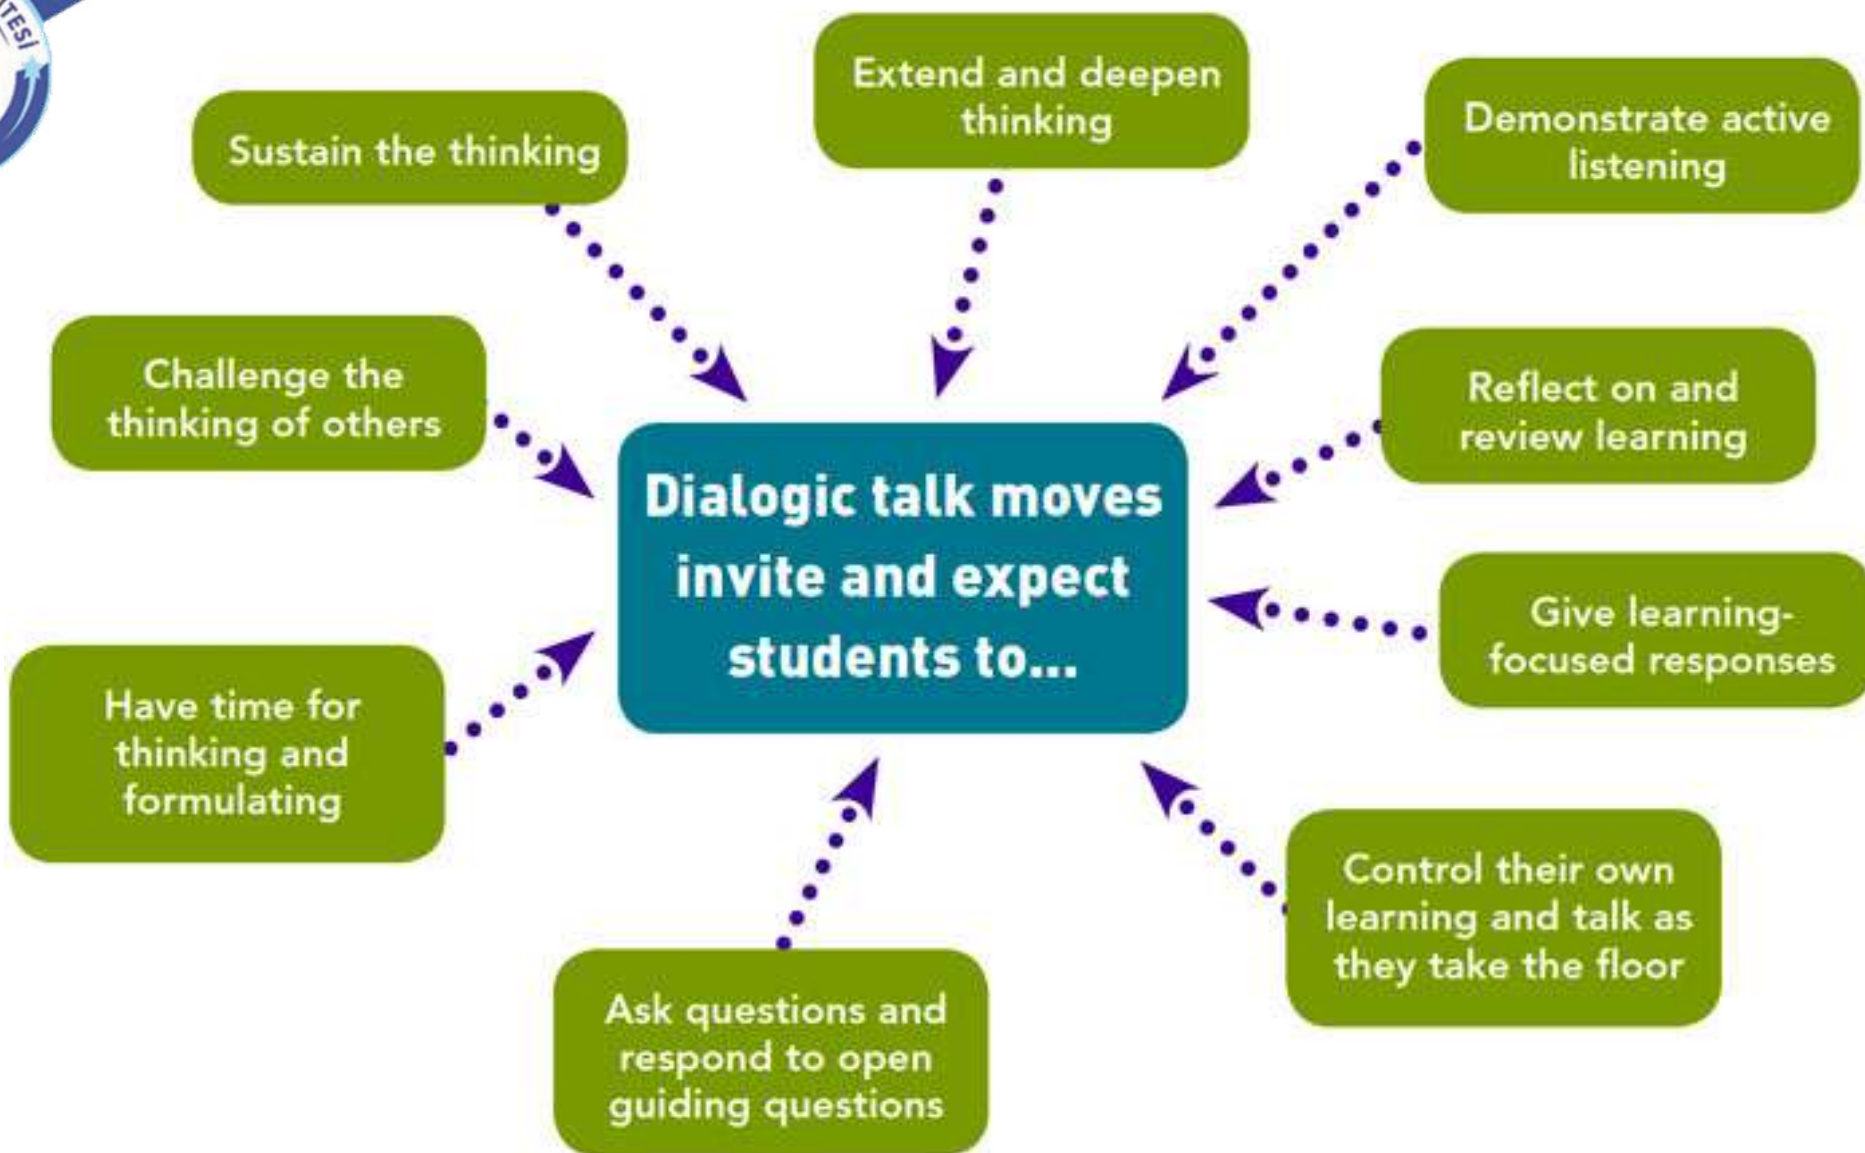 Extend and deepen
thinking
Demonstrate active
listening
Sustain the thinking
Challenge the
thinking of others
Reflect on and
review learning
Dialogic talk moves
invite and expect
students to...
Give learning-
focused responses
Have time for
thinking and
formulating
Control their own
learning and talk as
they take the floor
Ask questions and
respond to open
guiding questions